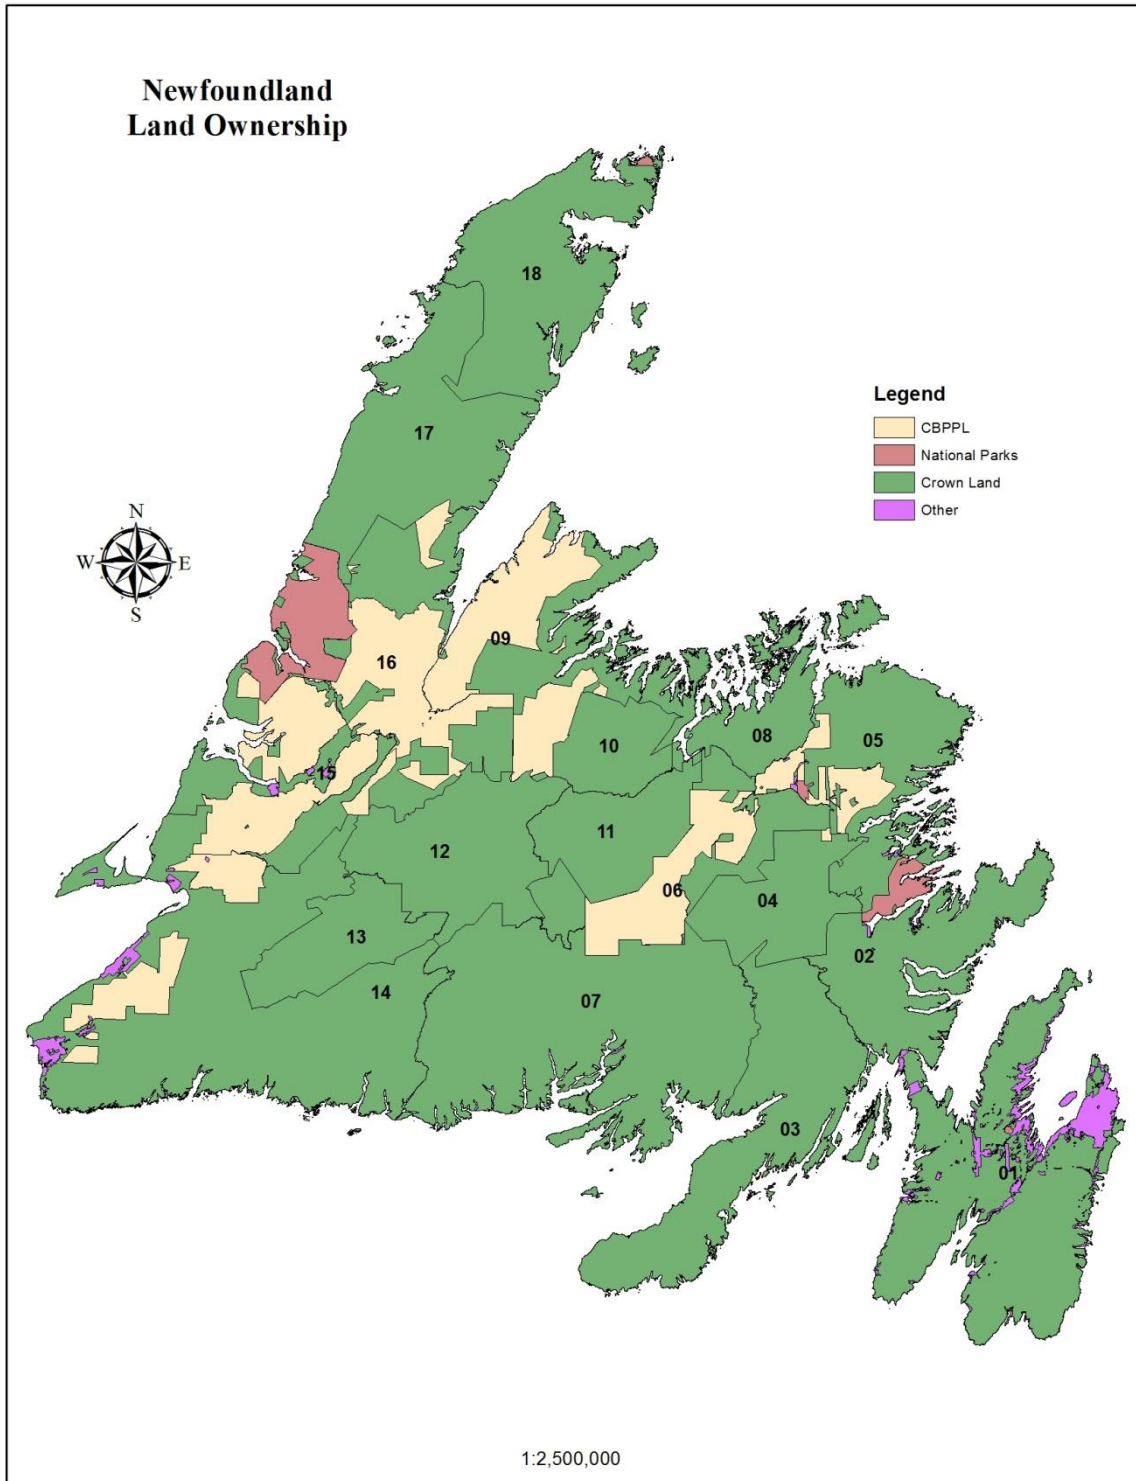 Newfoundland
Land Ownership
18
Legend
CBPPL
National Parks
Crown Land
Other
17
N
W E
S
09
16
10
08
05
15
11
12
06
04
13
02
14
07
03
01
1:2,500,000